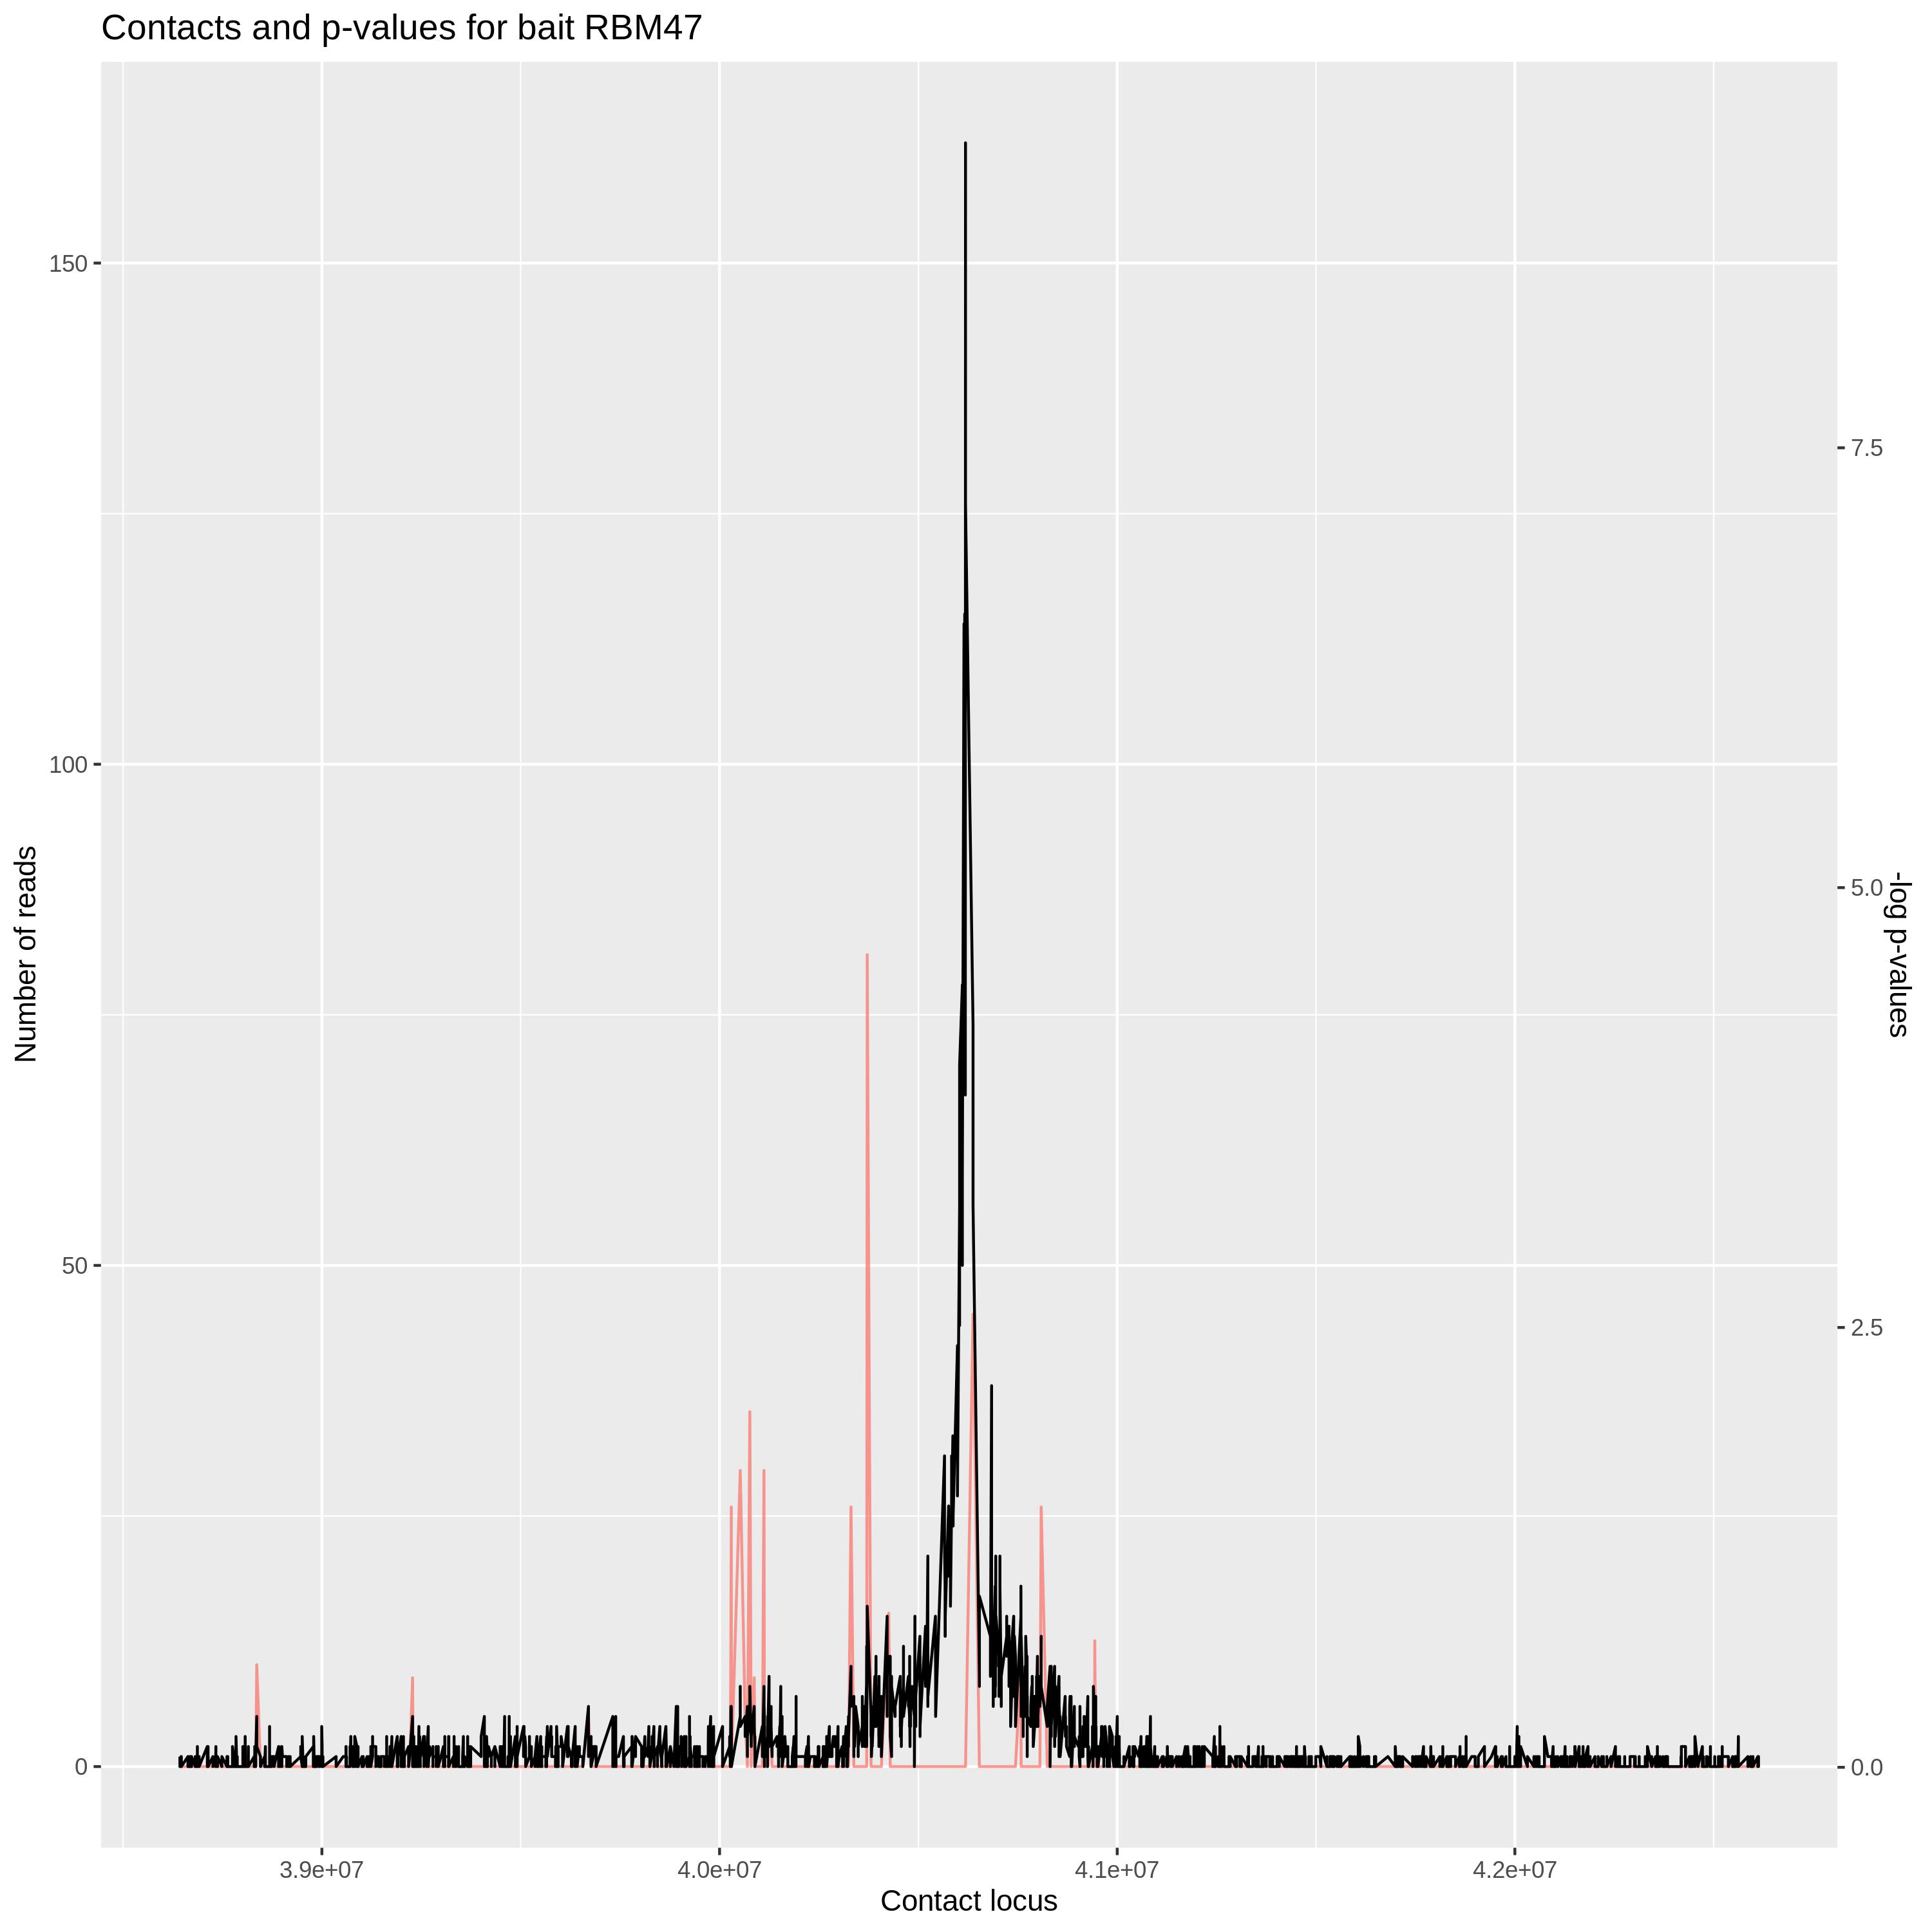 Contacts and p-values for bait RBM47
150
100
50
0
Number of reads
7.5
5.0
2.5
0.0
-log p-values
3.9e+07
4.0e+07
4.1e+07
4.2e+07
Contact locus